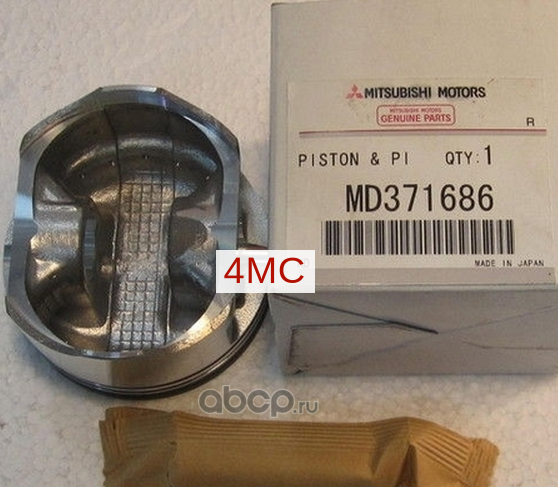 MITSUBISHI MOTORS
MITSUBISHI MOTORS
GENUINE PARTS
R
PISTON & PI QTY:1
MD371686
MADE IN JAPAN
4MC
abcp.ru